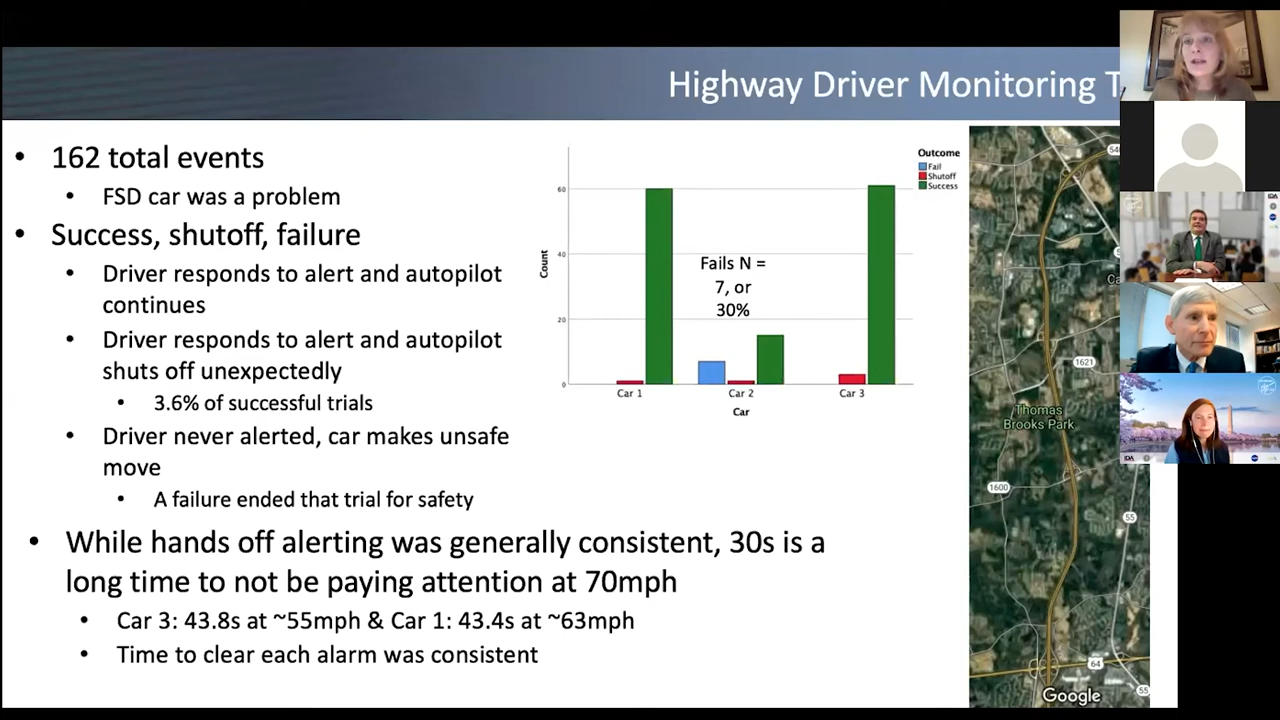 Highway Driver Monitoring T
• 162 total events
• FSD car was a problem
• Success, shutoff, failure
• Driver responds to alert and autopilot
continues
• Driver responds to alert and autopilot
shuts off unexpectedly
• 3.6% of successful trials
• Driver never alerted, car makes unsafe
move
• A failure ended that trial for safety
• While hands off alerting was generally consistent, 30s is a
long time to not be paying attention at 70mph
• Car 3: 43.8s at ~55mph & Car 1: 43.4s at ~63mph
• Time to clear each alarm was consistent
Outcome
Fail
Shutoff
Success
Count
60
40
20
0
Fails N =
7, or
30%
Car 1
Car 2
Car 3
Car
540
Ca
1621
Thomas
Brooks Park
1600
55
64
55
Google
IDA
IDA